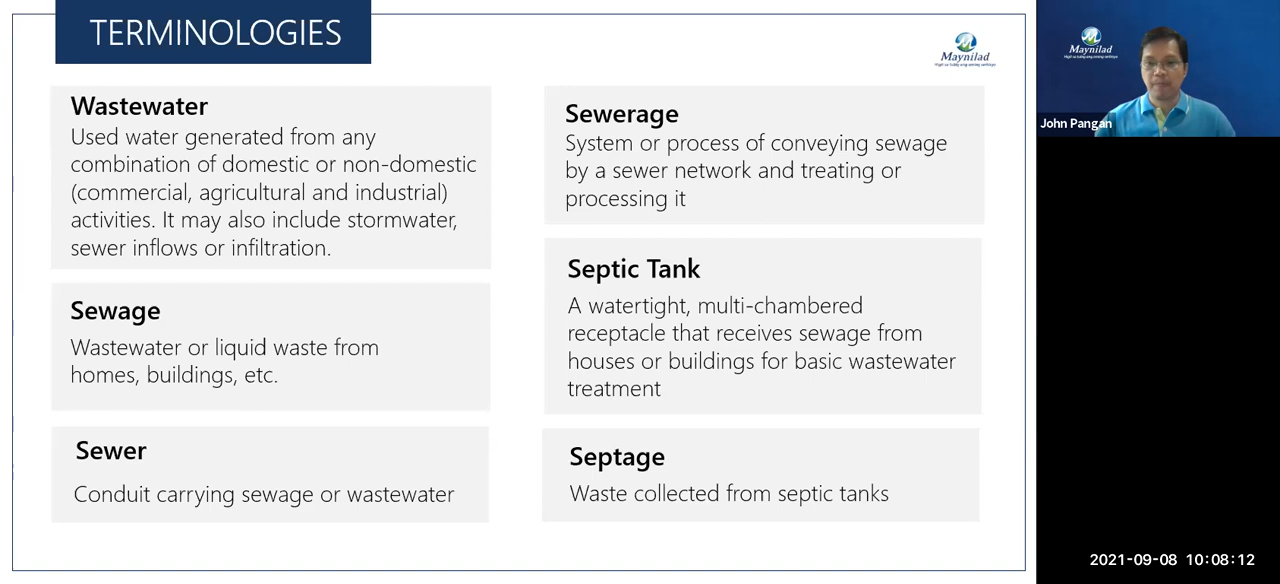 TERMINOLOGIES
Maynilad
Wastewater
Used water generated from any
combination of domestic or non-domestic
(commercial, agricultural and industrial)
activities. It may also include stormwater,
sewer inflows or infiltration.
Sewage
Wastewater or liquid waste from
homes, buildings, etc.
Sewer
Conduit carrying sewage or wastewater
Sewerage
System or process of conveying sewage
by a sewer network and treating or
processing it
Septic Tank
A watertight, multi-chambered
receptacle that receives sewage from
houses or buildings for basic wastewater
treatment
Septage
Waste collected from septic tanks
Maynilad
John Pangan
2021-09-08 10:08:12